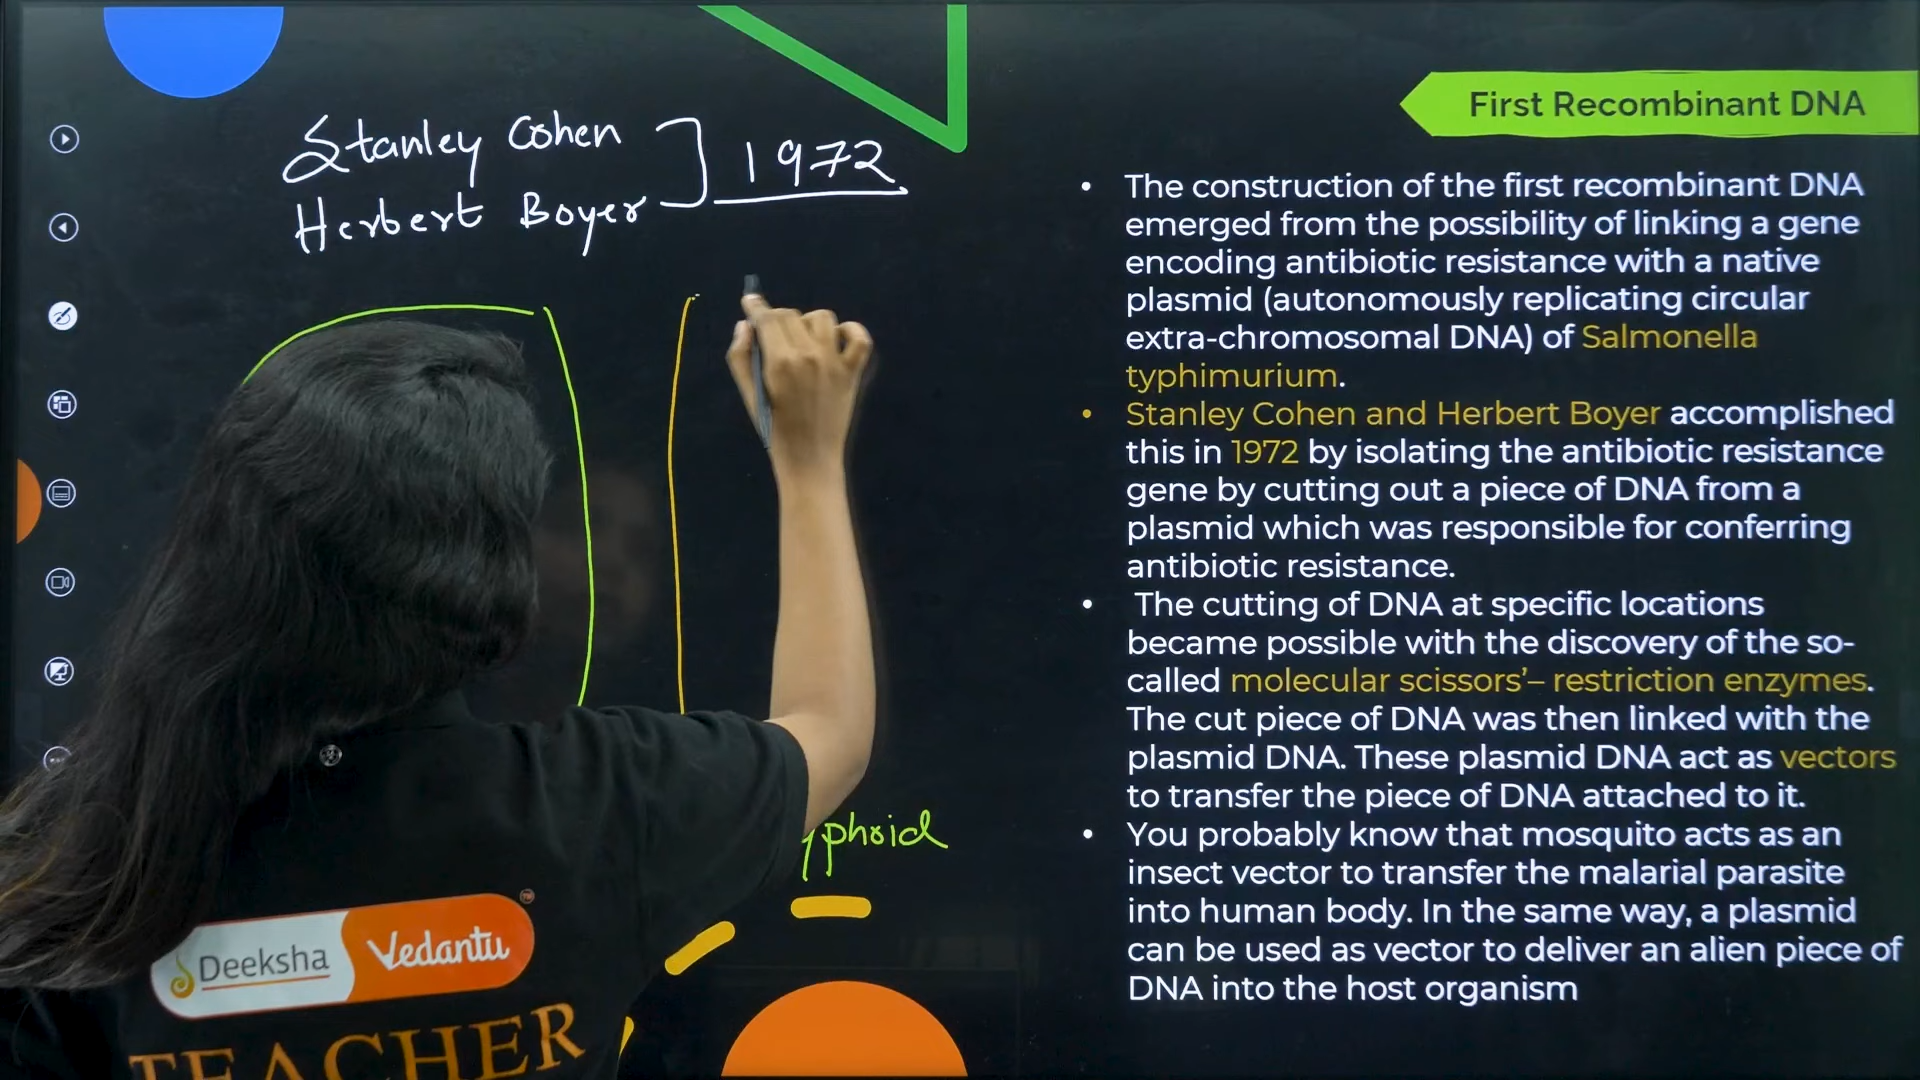 Stanley Cohen
Herbert Boyer
1972
First Recombinant DNA
• The construction of the first recombinant DNA
emerged from the possibility of linking a gene
encoding antibiotic resistance with a native
plasmid (autonomously replicating circular
extra-chromosomal DNA) of Salmonella
typhimurium.
• Stanley Cohen and Herbert Boyer accomplished
this in 1972 by isolating the antibiotic resistance
gene by cutting out a piece of DNA from a
plasmid which was responsible for conferring
antibiotic resistance.
• The cutting of DNA at specific locations
became possible with the discovery of the so-
called molecular scissors’– restriction enzymes.
The cut piece of DNA was then linked with the
plasmid DNA. These plasmid DNA act as vectors
to transfer the piece of DNA attached to it.
• You probably know that mosquito acts as an
insect vector to transfer the malarial parasite
into human body. In the same way, a plasmid
can be used as vector to deliver an alien piece of
DNA into the host organism
yphoid
Deeksha Vedantu
TEACHER